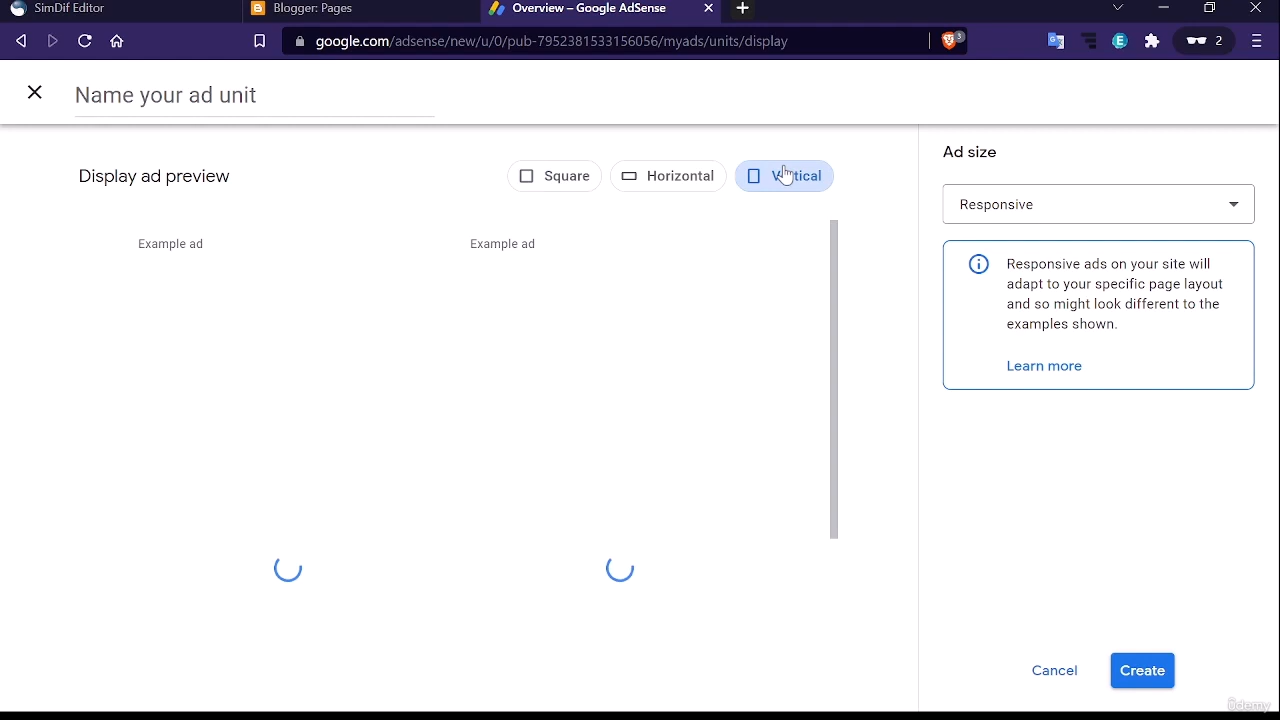 SimDif Editor
Blogger: Pages
Overview – Google AdSense
google.com/adsense/new/u/0/pub-7952381533156056/myads/units/display
3
2
Name your ad unit
Display ad preview
Square
Horizontal
Vertical
Example ad
Example ad
Ad size
Responsive
Responsive ads on your site will
adapt to your specific page layout
and so might look different to the
examples shown.
Learn more
Cancel
Create
ûdemy